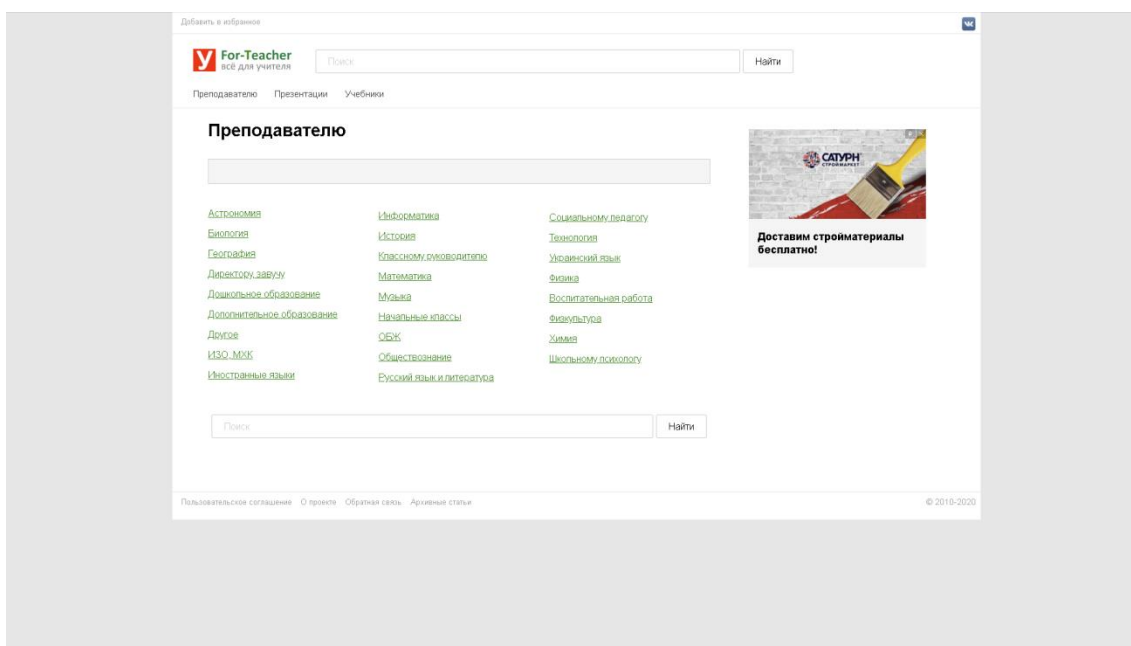 Добавить в избранное
У For-Teacher
всё для учителя
Поиск
Найти
Преподавателю Презентации Учебники
Преподавателю
Астрономия
Биология
География
Директору, завучу
Дошкольное образование
Дополнительное образование
Другое
ИЗО, МХК
Иностранные языки
Информатика
История
Классному руководителю
Математика
Музыка
Начальные классы
ОБЖ
Обществознание
Русский язык и литература
Социальному педагогу
Технология
Украинский язык
Физика
Воспитательная работа
Физкультура
Химия
Школьному психологу
САТУРН
СТРОЙМАРКЕТ
Доставим стройматериалы
бесплатно!
Поиск
Найти
Пользовательское соглашение О проекте Обратная связь Архивные статьи
© 2010-2020